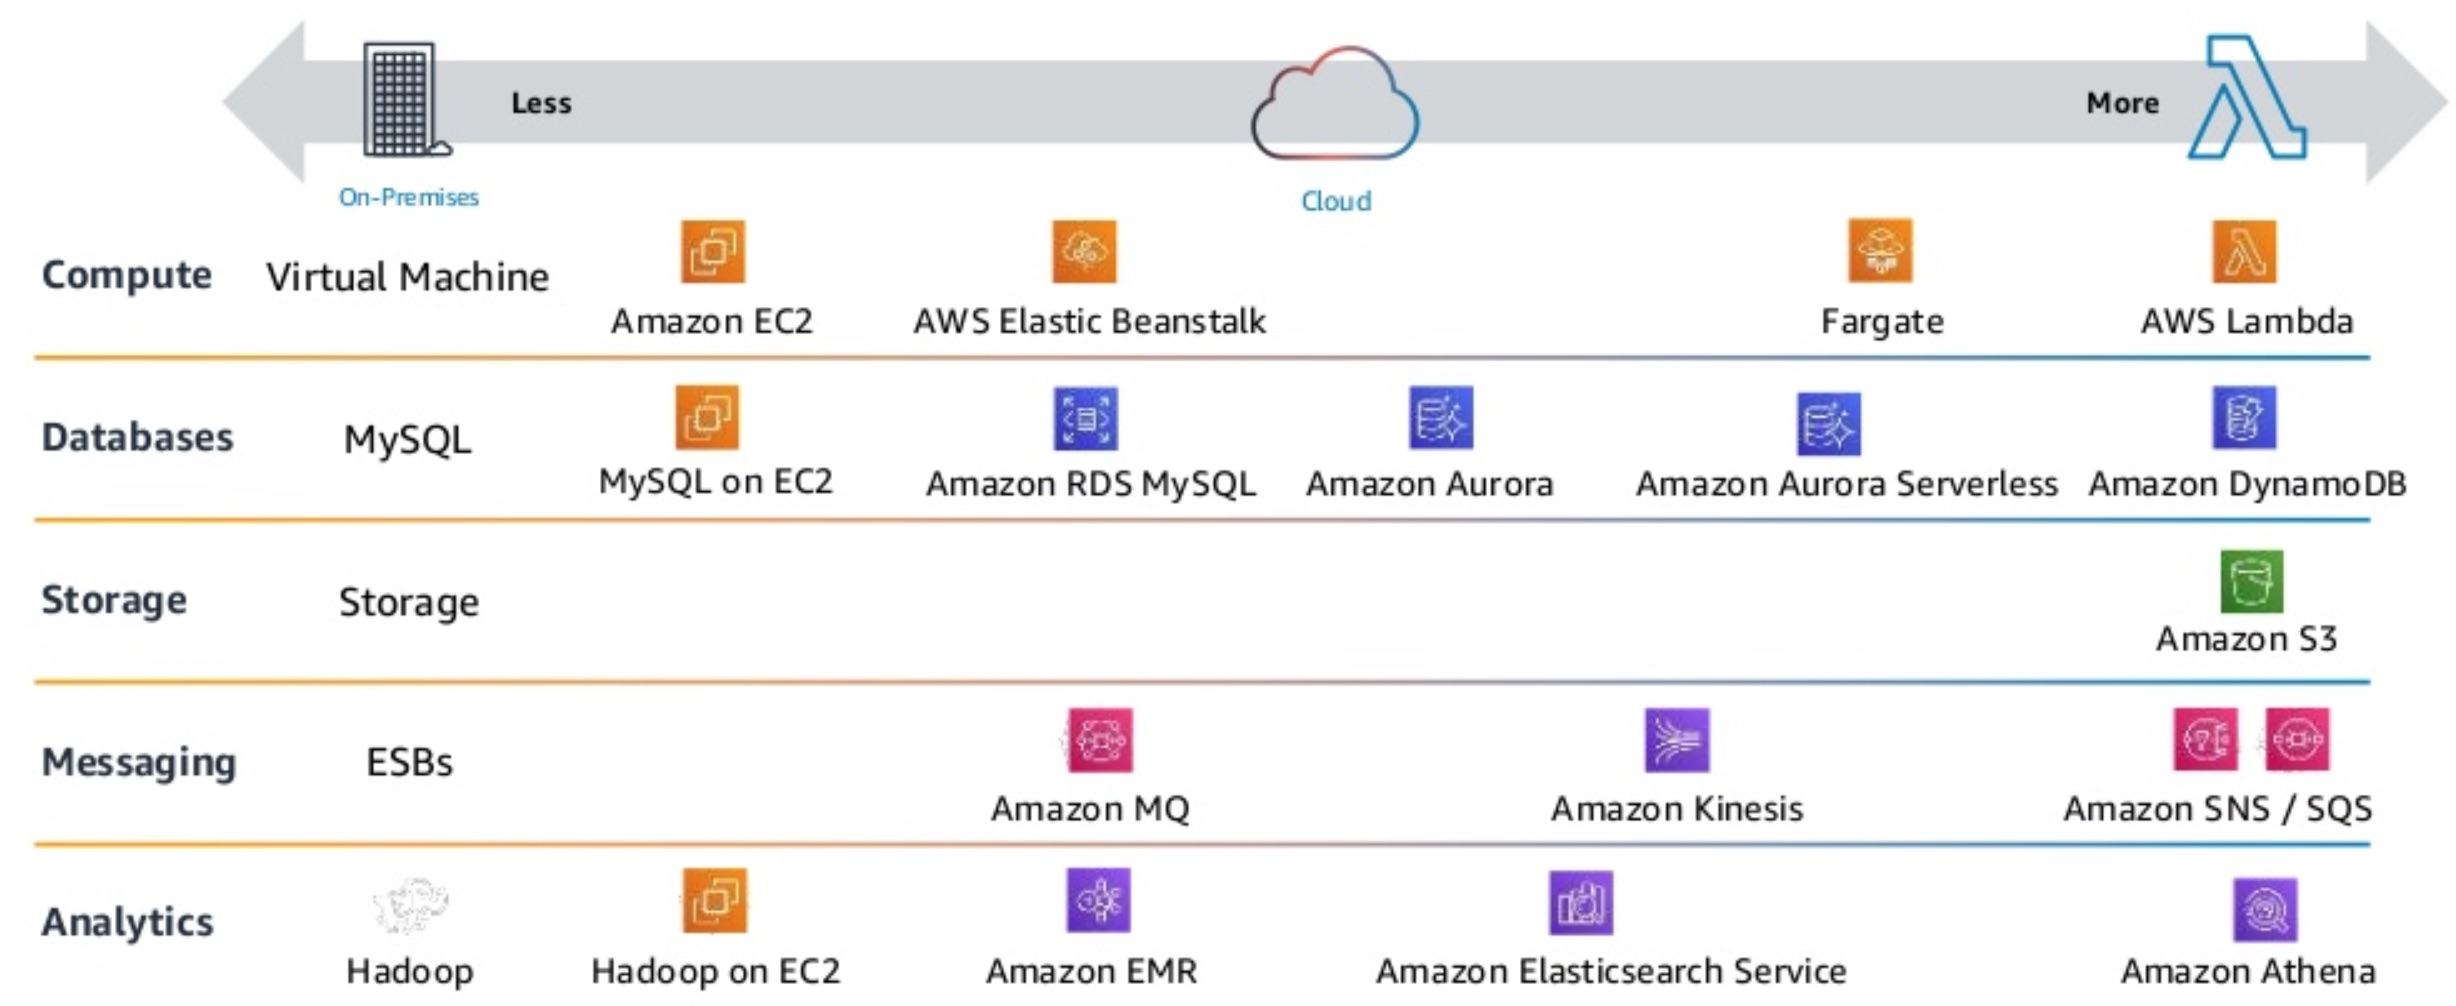 Less
More
On-Premises
Cloud
Compute
Virtual Machine
Amazon EC2
AWS Elastic Beanstalk
Fargate
AWS Lambda
Databases
MySQL
MySQL on EC2
Amazon RDS MySQL
Amazon Aurora
Amazon Aurora Serverless
Amazon DynamoDB
Storage
Storage
Amazon S3
Messaging
ESBs
Amazon MQ
Amazon Kinesis
Amazon SNS / SQS
Analytics
Hadoop
Hadoop on EC2
Amazon EMR
Amazon Elasticsearch Service
Amazon Athena